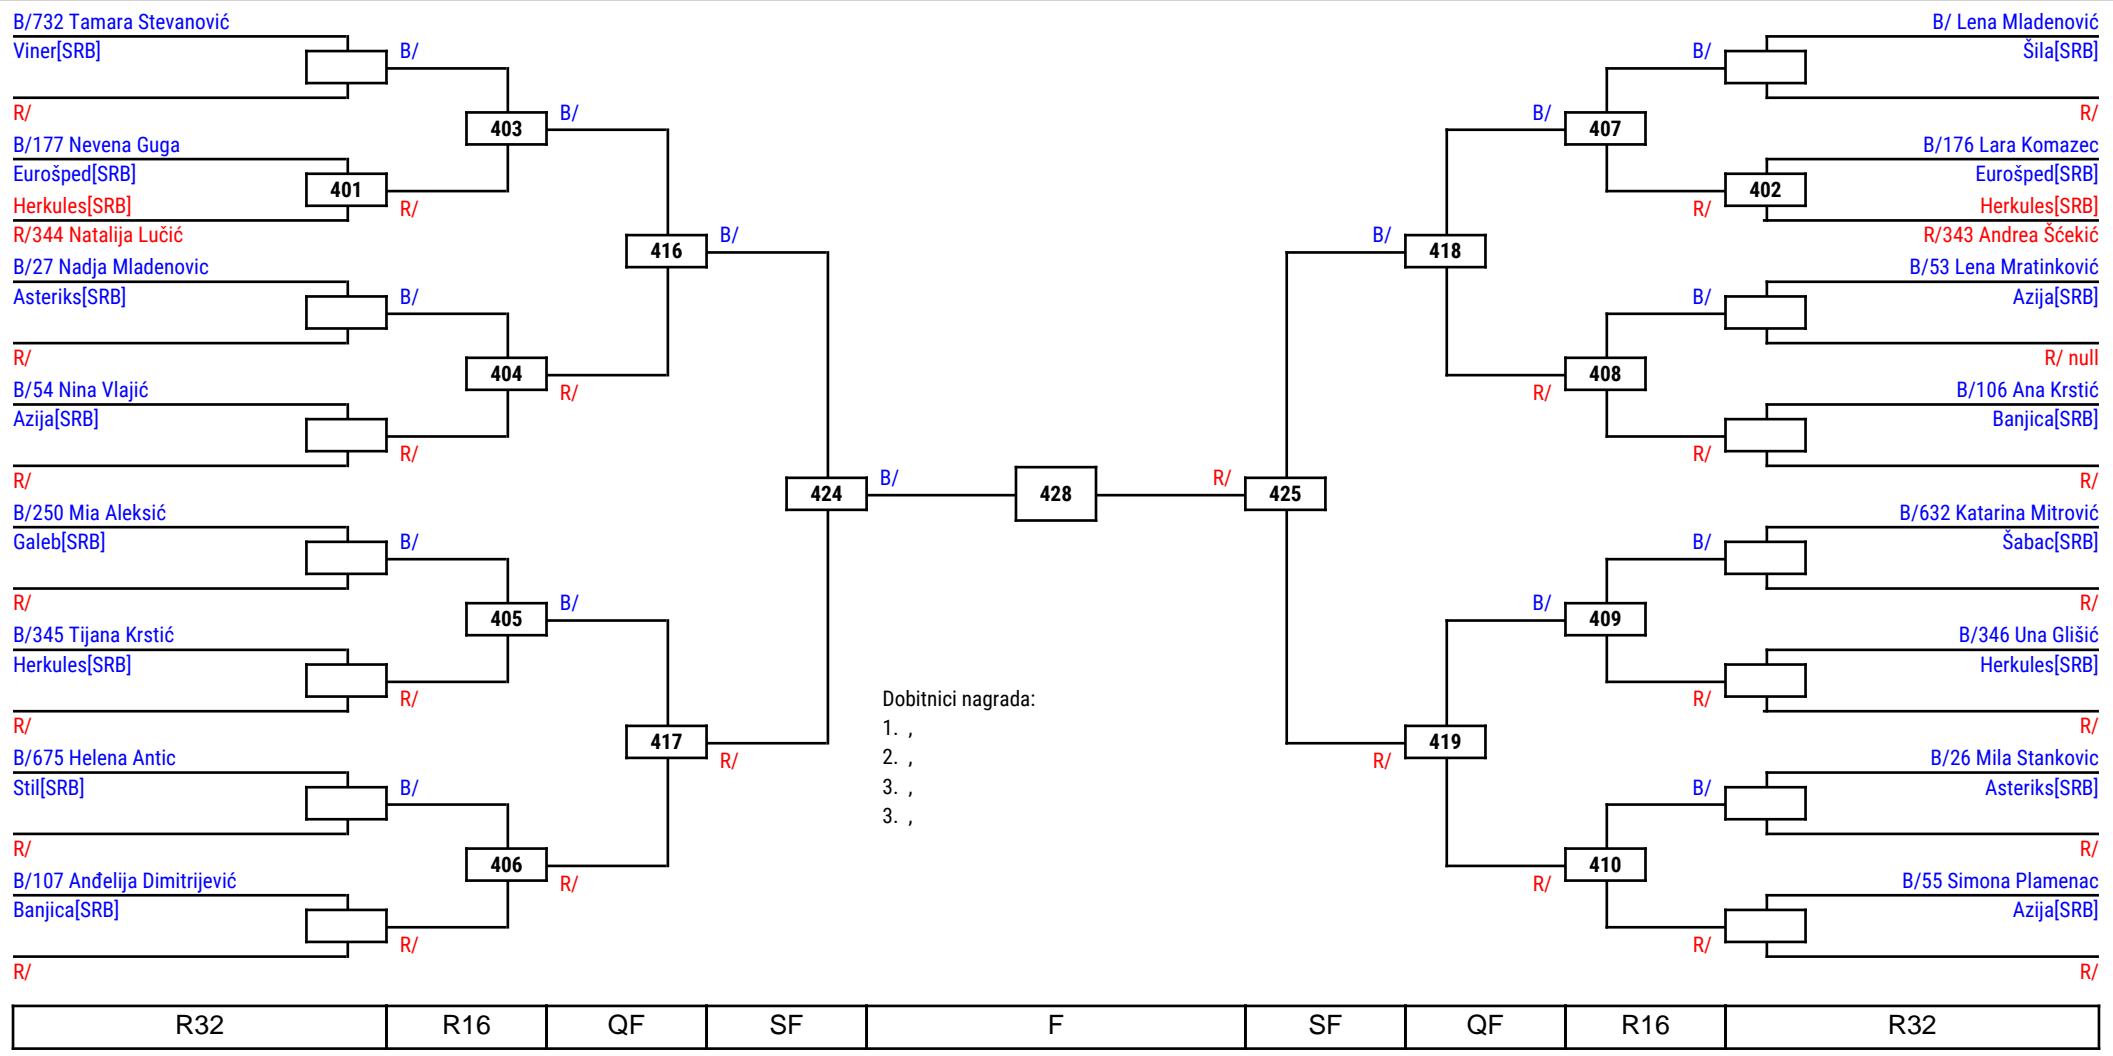 B/732 Tamara Stevanović
Viner[SRB]
R/
B/177 Nevena Guga
Eurošped[SRB]
401
Herkules[SRB]
R/344 Natalija Lučić
B/27 Nadja Mladenovic
Asteriks[SRB]
R/
B/54 Nina Vlajić
Azija[SRB]
R/
B/250 Mia Aleksić
Galeb[SRB]
R/
B/345 Tijana Krstić
Herkules[SRB]
R/
B/675 Helena Antic
Stil[SRB]
R/
B/107 Anđelija Dimitrijević
Banjica[SRB]
R/
B/
403
R/
B/
404
R/
B/
405
R/
B/
406
R/
B/
416
R/
B/
417
R/
B/
424
R/
B/
428
R/
Dobitnici nagrada:
1. ,
2. ,
3. ,
3. ,
B/
425
R/
B/
418
R/
B/
419
R/
B/
407
R/
B/
408
R/
B/
409
R/
B/
410
R/
B/ Lena Mladenović
Šila[SRB]
R/
B/176 Lara Komazec
Eurošped[SRB]
402
Herkules[SRB]
R/343 Andrea Šćekić
B/53 Lena Mratinković
Azija[SRB]
R/ null
B/106 Ana Krstić
Banjica[SRB]
R/
B/632 Katarina Mitrović
Šabac[SRB]
R/
B/346 Una Glišić
Herkules[SRB]
R/
B/26 Mila Stankovic
Asteriks[SRB]
R/
B/55 Simona Plamenac
Azija[SRB]
R/
R32 R16 QF SF F SF QF R16 R32